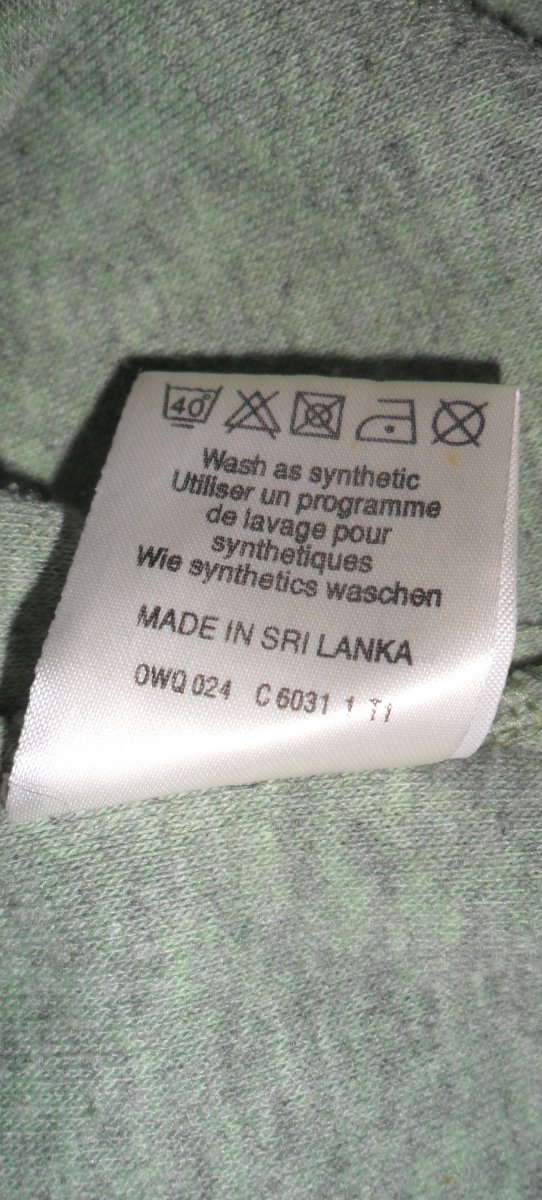 40°
Wash as synthetic
Utiliser un programme
de lavage pour
synthetiques
Wie synthetics waschen
MADE IN SRI LANKA
OWQ 024 C 6031 1